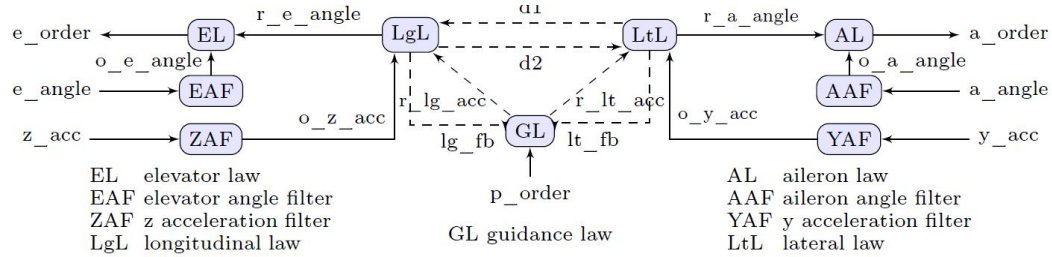 d1
r_e_angle
r_a_angle
e_order
EL
LgL
LtL
AL
a_order
d2
o_e_angle
o_a_angle
e_angle
EAF
AAF
a_angle
r_lg_acc
r_lt_acc
o_z_acc
o_y_acc
z_acc
ZAF
lg_fb
GL
lt_fb
YAF
y_acc
p_order
EL elevator law
EAF elevator angle filter
ZAF z acceleration filter
LgL longitudinal law
GL guidance law
AL aileron law
AAF aileron angle filter
YAF y acceleration filter
LtL lateral law